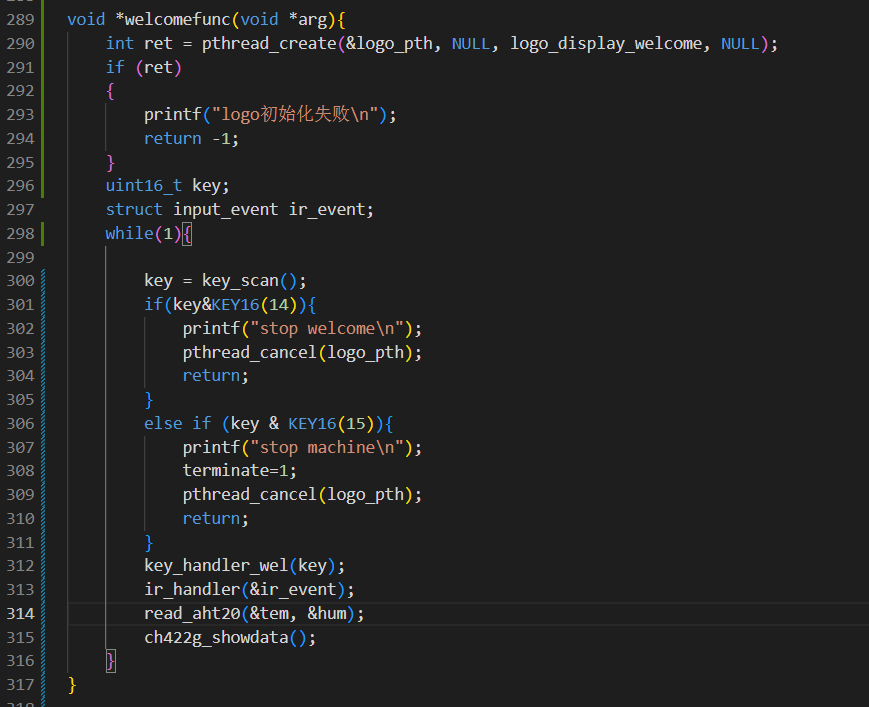 289 void *welcomefunc(void *arg){
290     int ret = pthread_create(&logo_pth, NULL, logo_display_welcome, NULL);
291     if (ret)
292     {
293         printf("logo初始化失败\n");
294         return -1;
295     }
296     uint16_t key;
297     struct input_event ir_event;
298     while(1){
299
300         key = key_scan();
301         if(key&KEY16(14)){
302             printf("stop welcome\n");
303             pthread_cancel(logo_pth);
304             return;
305         }
306         else if (key & KEY16(15)){
307             printf("stop machine\n");
308             terminate=1;
309             pthread_cancel(logo_pth);
310             return;
311         }
312         key_handler_wel(key);
313         ir_handler(&ir_event);
314         read_aht20(&tem, &hum);
315         ch422g_showdata();
316     }
317 }